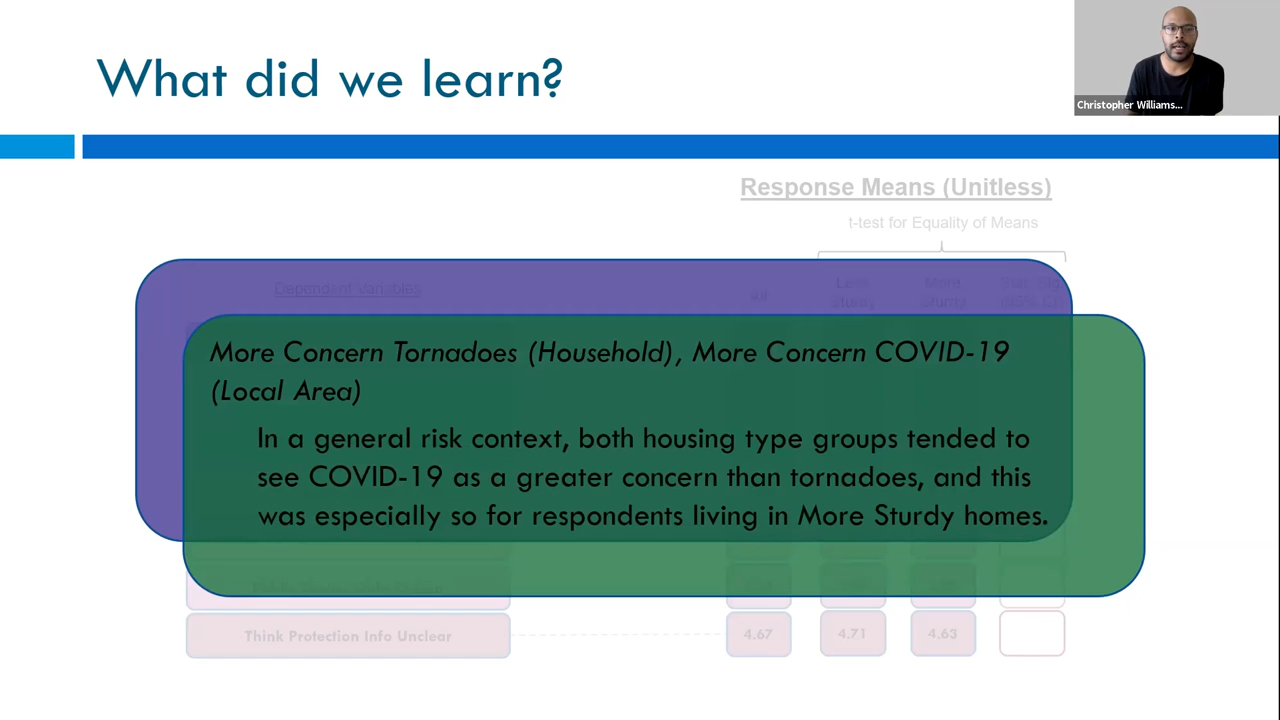 What did we learn?
Christopher Williams...
Response Means (Unitless)
t-test for Equality of Means
Dependent Variables
All
Less
More
Sturdy
Sturdy
More Concern Tornadoes (Household), More Concern COVID-19
(Local Area)
In a general risk context, both housing type groups tended to
see COVID-19 as a greater concern than tornadoes, and this
was especially so for respondents living in More Sturdy homes.
Think Protection Info Unclear
4.67
4.71
4.63